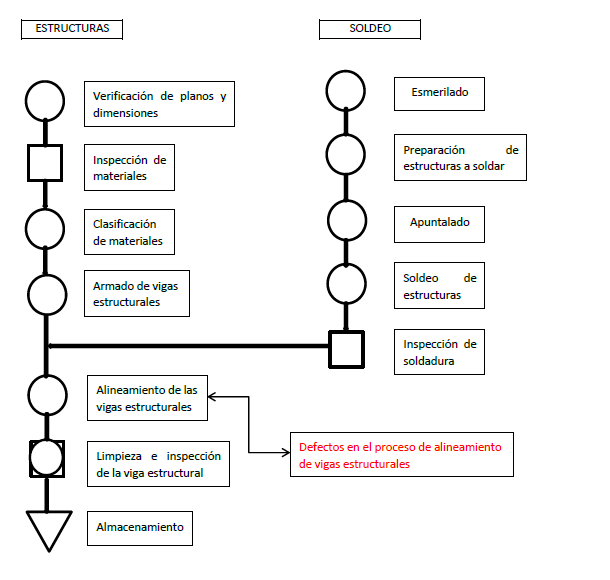 ESTRUCTURAS
SOLDEO
Verificación de planos y
dimensiones
Inspección de
materiales
Clasificación
de materiales
Armado de vigas
estructurales
Esmerilado
Preparación de
estructuras a soldar
Apuntalado
Soldeo de
estructuras
Inspección de
soldadura
Alineamiento de las
vigas estructurales
Limpieza e inspección
de la viga estructural
Almacenamiento
Defectos en el proceso de alineamiento
de vigas estructurales